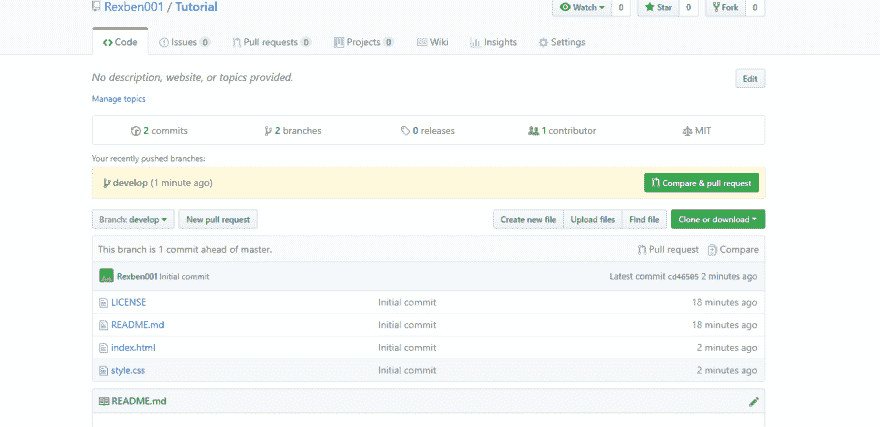 Rexben001 / Tutorial
Watch 0 Star 0 Fork 0
Code Issues 0 Pull requests 0 Projects 0 Wiki Insights Settings
No description, website, or topics provided. Edit
Manage topics
2 commits 2 branches 0 releases 1 contributor MIT
Your recently pushed branches:
develop (1 minute ago) Compare & pull request
Branch: develop New pull request Create new file Upload files Find file Clone or download
This branch is 1 commit ahead of master. Pull request Compare
Rexben001 Initial commit Latest commit cd46505 2 minutes ago
LICENSE Initial commit 18 minutes ago
README.md Initial commit 18 minutes ago
index.html Initial commit 2 minutes ago
style.css Initial commit 2 minutes ago
README.md